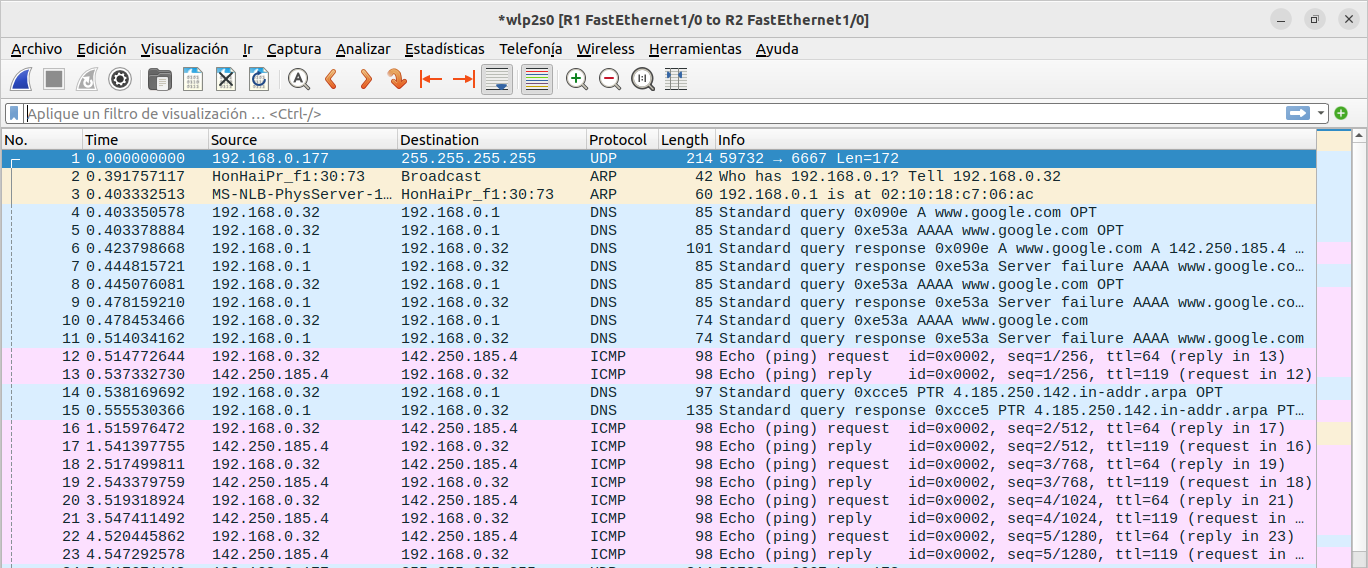 *wlp2s0 [R1 FastEthernet1/0 to R2 FastEthernet1/0]
Archivo Edición Visualización Ir Captura Analizar Estadísticas Telefonía Wireless Herramientas Ayuda
Aplique un filtro de visualización … <Ctrl-/>
No. Time Source Destination Protocol Length Info
1 0.000000000 192.168.0.177 255.255.255.255 UDP 214 59732 → 6667 Len=172
2 0.391757117 HonHaiPr_f1:30:73 Broadcast ARP 42 Who has 192.168.0.1? Tell 192.168.0.32
3 0.403332513 MS-NLB-PhysServer-1… HonHaiPr_f1:30:73 ARP 60 192.168.0.1 is at 02:10:18:c7:06:ac
4 0.403350578 192.168.0.32 192.168.0.1 DNS 85 Standard query 0x090e A www.google.com OPT
5 0.403378884 192.168.0.32 192.168.0.1 DNS 85 Standard query 0xe53a AAAA www.google.com OPT
6 0.423798668 192.168.0.1 192.168.0.32 DNS 101 Standard query response 0x090e A www.google.com A 142.250.185.4 …
7 0.444815721 192.168.0.1 192.168.0.32 DNS 85 Standard query response 0xe53a Server failure AAAA www.google.co…
8 0.445076081 192.168.0.32 192.168.0.1 DNS 85 Standard query 0xe53a AAAA www.google.com OPT
9 0.478159210 192.168.0.1 192.168.0.32 DNS 85 Standard query response 0xe53a Server failure AAAA www.google.co…
10 0.478453466 192.168.0.32 192.168.0.1 DNS 74 Standard query 0xe53a AAAA www.google.com
11 0.514034162 192.168.0.1 192.168.0.32 DNS 74 Standard query response 0xe53a Server failure AAAA www.google.com
12 0.514772644 192.168.0.32 142.250.185.4 ICMP 98 Echo (ping) request id=0x0002, seq=1/256, ttl=64 (reply in 13)
13 0.537332730 142.250.185.4 192.168.0.32 ICMP 98 Echo (ping) reply id=0x0002, seq=1/256, ttl=119 (request in 12)
14 0.538169692 192.168.0.32 192.168.0.1 DNS 97 Standard query 0xcce5 PTR 4.185.250.142.in-addr.arpa OPT
15 0.555530366 192.168.0.1 192.168.0.32 DNS 135 Standard query response 0xcce5 PTR 4.185.250.142.in-addr.arpa PT…
16 1.515976472 192.168.0.32 142.250.185.4 ICMP 98 Echo (ping) request id=0x0002, seq=2/512, ttl=64 (reply in 17)
17 1.541397755 142.250.185.4 192.168.0.32 ICMP 98 Echo (ping) reply id=0x0002, seq=2/512, ttl=119 (request in 16)
18 2.517499811 192.168.0.32 142.250.185.4 ICMP 98 Echo (ping) request id=0x0002, seq=3/768, ttl=64 (reply in 19)
19 2.543379759 142.250.185.4 192.168.0.32 ICMP 98 Echo (ping) reply id=0x0002, seq=3/768, ttl=119 (request in 18)
20 3.519318924 192.168.0.32 142.250.185.4 ICMP 98 Echo (ping) request id=0x0002, seq=4/1024, ttl=64 (reply in 21)
21 3.547411492 142.250.185.4 192.168.0.32 ICMP 98 Echo (ping) reply id=0x0002, seq=4/1024, ttl=119 (request in …
22 4.520445862 192.168.0.32 142.250.185.4 ICMP 98 Echo (ping) request id=0x0002, seq=5/1280, ttl=64 (reply in 23)
23 4.547292578 142.250.185.4 192.168.0.32 ICMP 98 Echo (ping) reply id=0x0002, seq=5/1280, ttl=119 (request in …